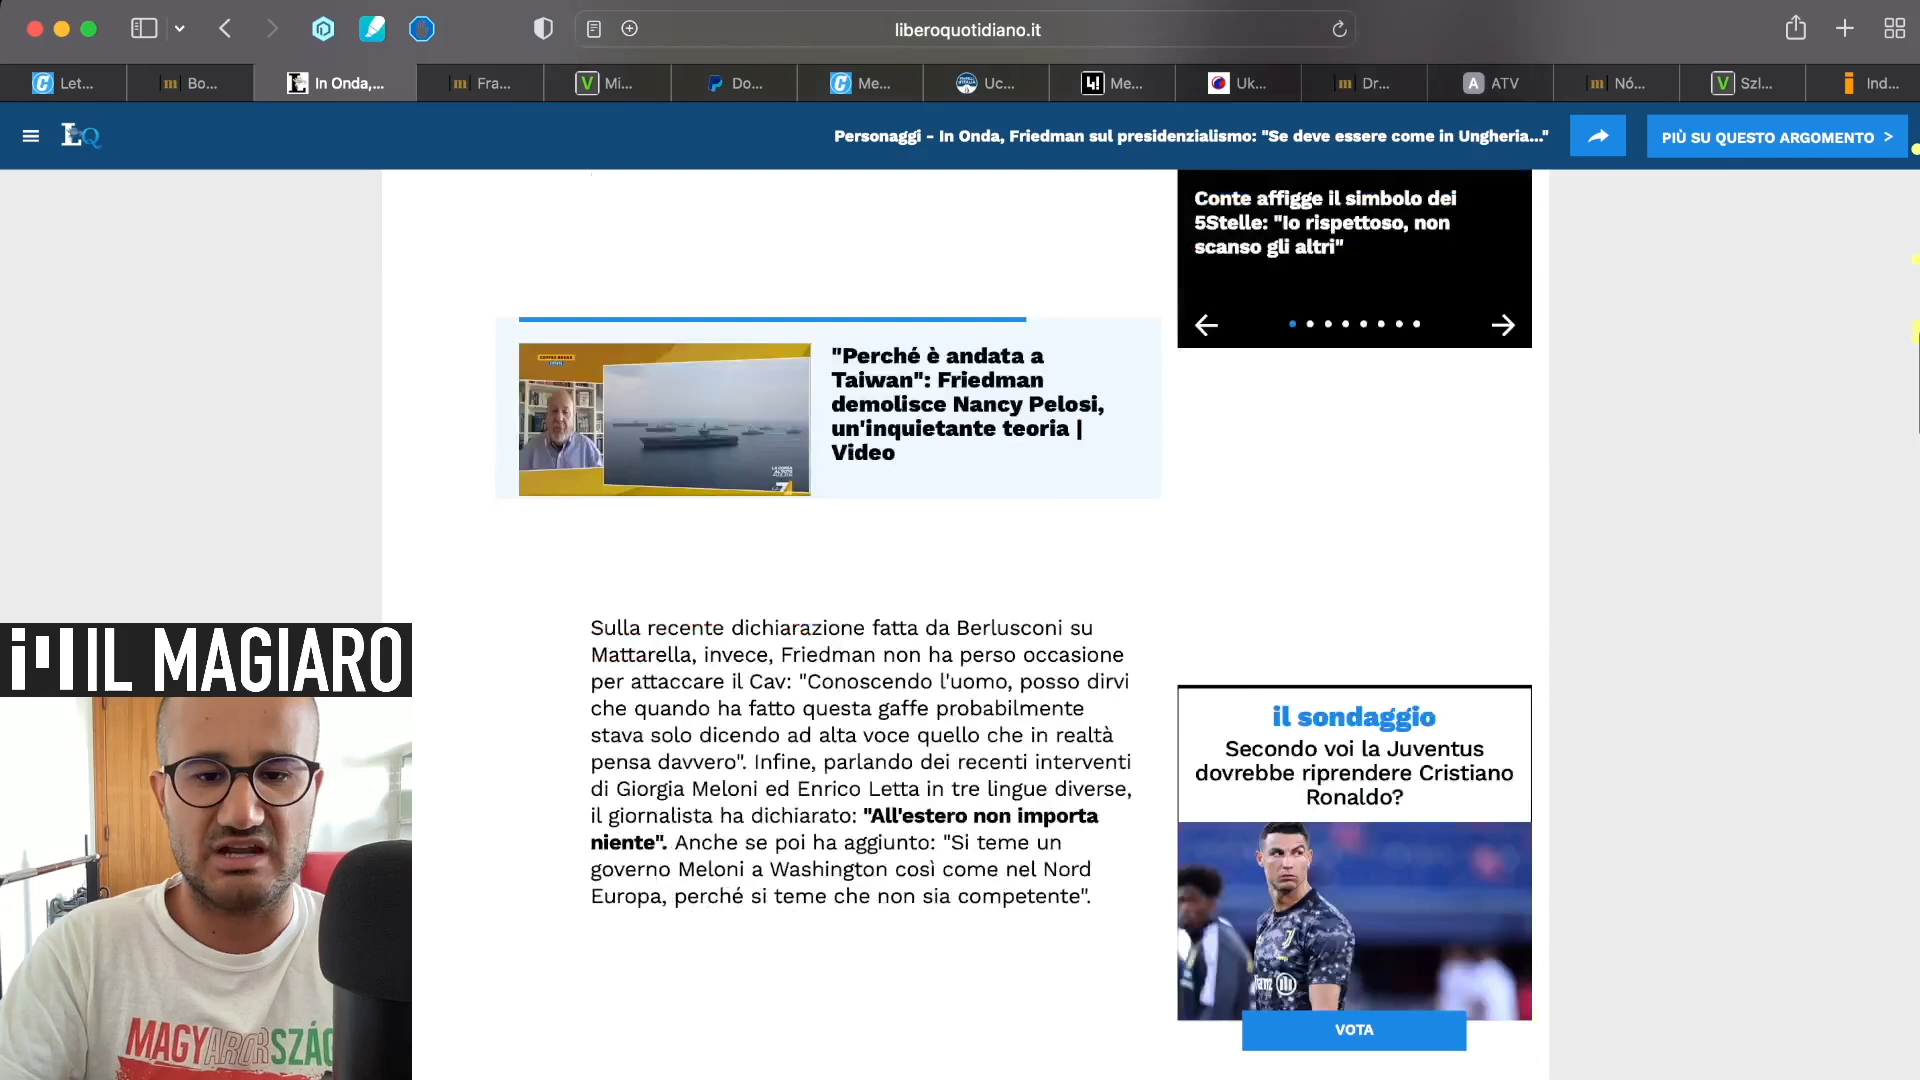 liberoquotidiano.it
Let...
Bo...
In Onda,...
Fra...
Mi...
Do...
Me...
Uc...
Me...
Uk...
Dr...
ATV
Nó...
Szl...
Ind...
LQ
Personaggi - In Onda, Friedman sul presidenzialismo: "Se deve essere come in Ungheria..."
PIÙ SU QUESTO ARGOMENTO >
Conte affigge il simbolo dei
5Stelle: "Io rispettoso, non
scanso gli altri"
"Perché è andata a
Taiwan": Friedman
demolisce Nancy Pelosi,
un'inquietante teoria |
Video
Sulla recente dichiarazione fatta da Berlusconi su
Mattarella, invece, Friedman non ha perso occasione
per attaccare il Cav: "Conoscendo l'uomo, posso dirvi
che quando ha fatto questa gaffe probabilmente
stava solo dicendo ad alta voce quello che in realtà
pensa davvero". Infine, parlando dei recenti interventi
di Giorgia Meloni ed Enrico Letta in tre lingue diverse,
il giornalista ha dichiarato: "All'estero non importa
niente". Anche se poi ha aggiunto: "Si teme un
governo Meloni a Washington così come nel Nord
Europa, perché si teme che non sia competente".
il sondaggio
Secondo voi la Juventus
dovrebbe riprendere Cristiano
Ronaldo?
VOTA
IL MAGIARO
MAGYARORSZÁG